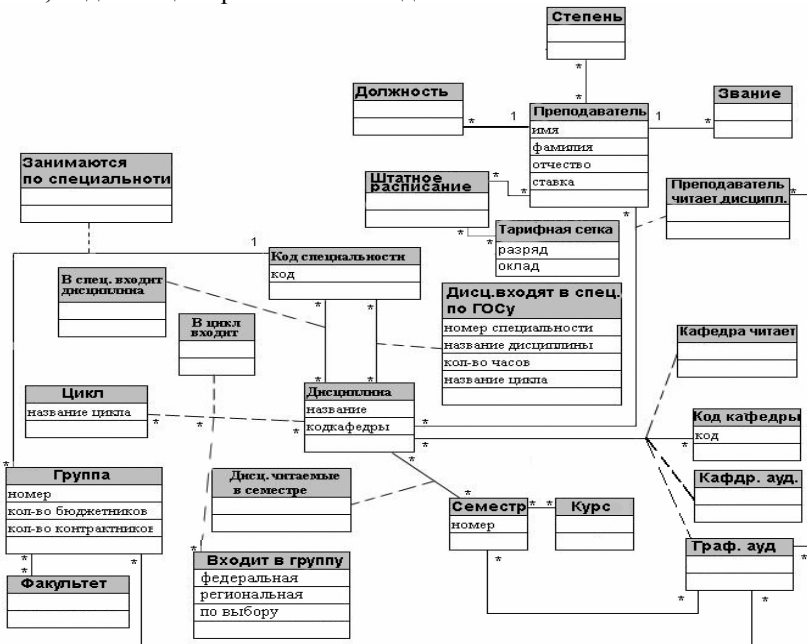 Степень
Должность
Преподаватель
имя
фамилия
отчество
ставка
Звание
Занимаются
по специальноти
Штатное
расписание
Преподаватель
читает дисципл.
Тарифная сетка
разряд
оклад
Код специальности
код
В спец. входит
дисциплина
Дисц.входят в спец.
по ГОСу
номер специальности
название дисциплины
кол-во часов
название цикла
В цикл
входит
Кафедра читает
Цикл
название цикла
Дисциплина
название
кодкафедры
Код кафедры
код
Группа
номер
кол-во бюджетников
кол-во контрактников
Дисц. читаемые
в семестре
Кафдр. ауд.
Семестр
номер
Курс
Граф. ауд
Входит в группу
федеральная
региональная
по выбору
Факультет